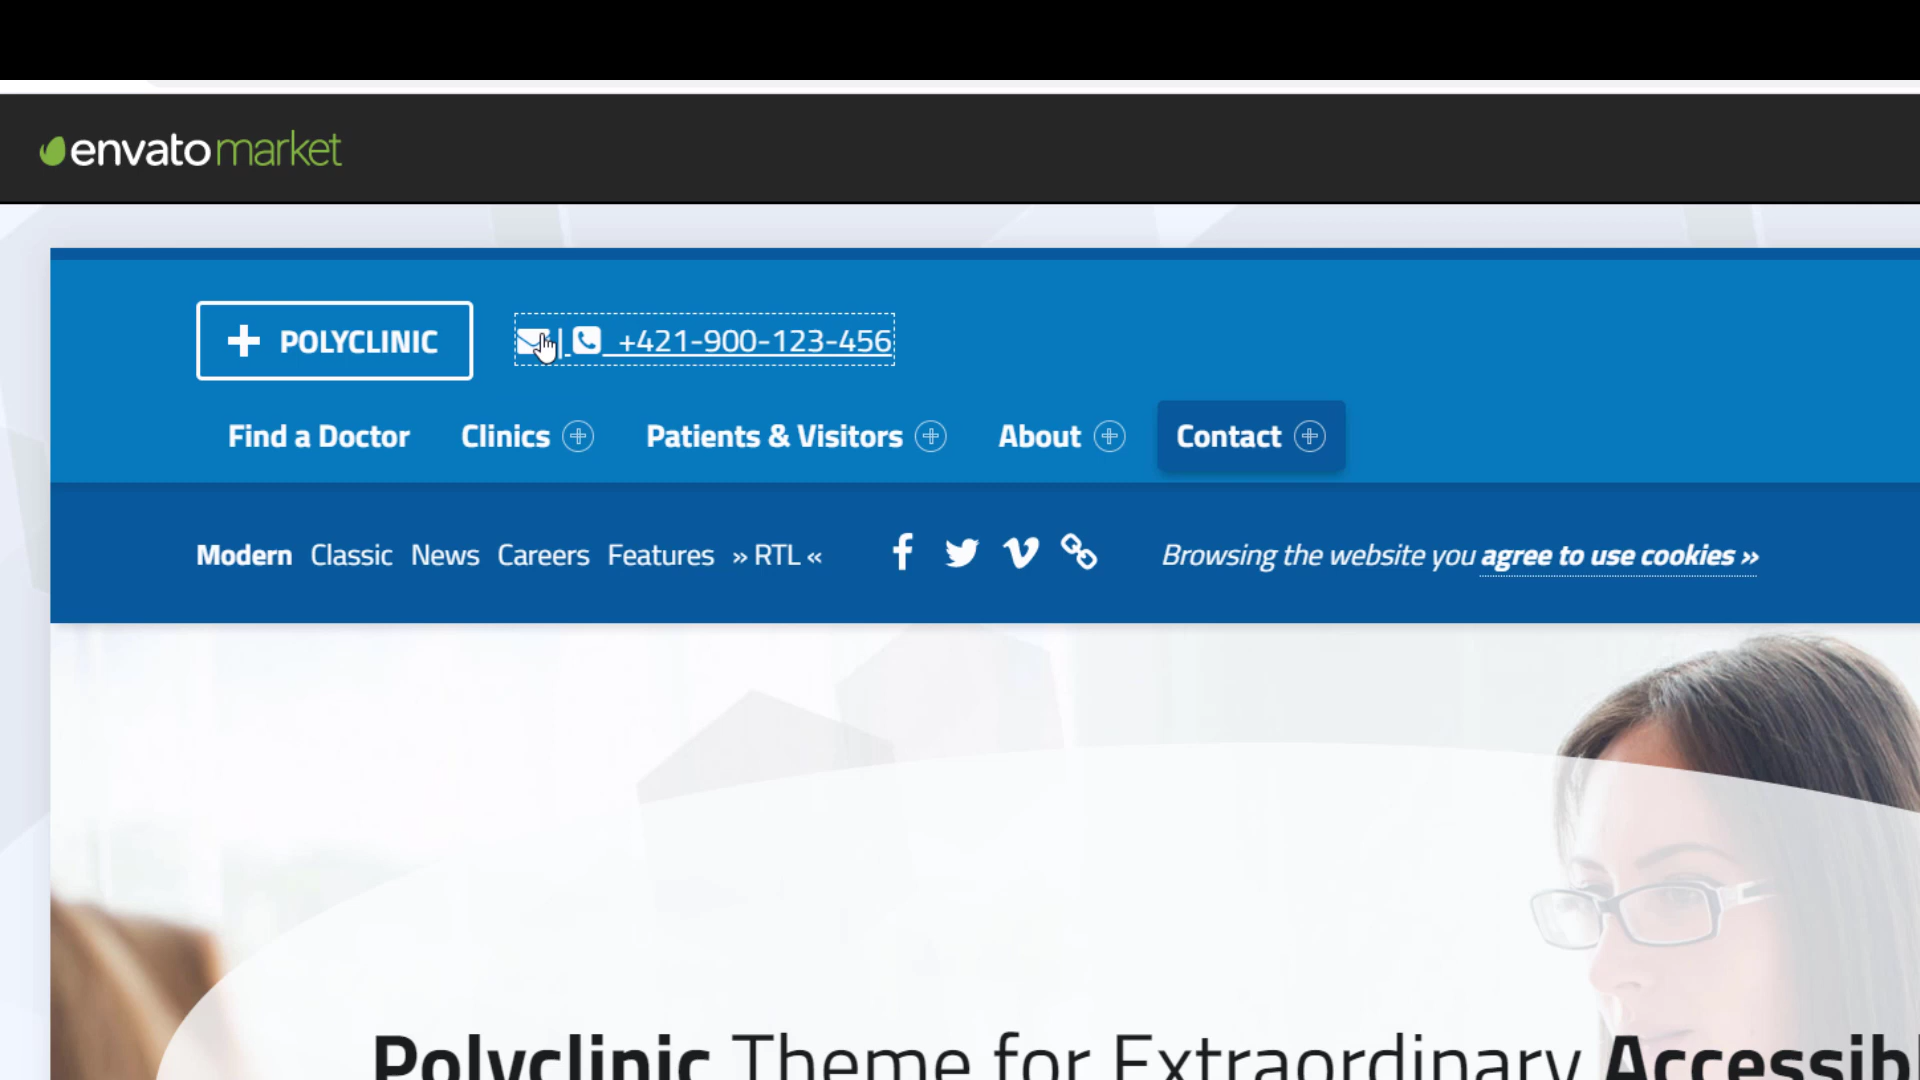 envatomarket
POLYCLINIC
| +421-900-123-456
Find a Doctor Clinics Patients & Visitors About Contact
Modern Classic News Careers Features » RTL «
Browsing the website you agree to use cookies »
Polyclinic Theme for Extraordinary Accessibl